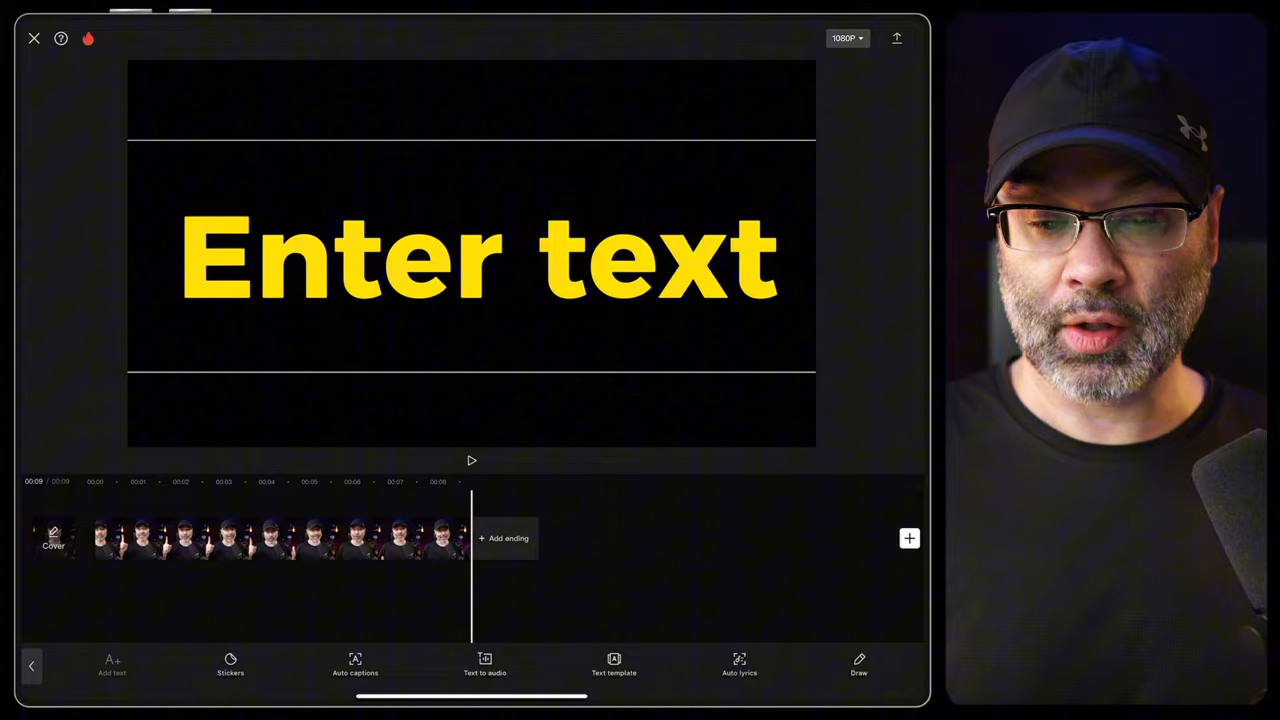 1080P
Enter text
00:09 / 00:09 00:00 00:01 00:02 00:03 00:04 00:05 00:06 00:07 00:08
Cover
+ Add ending
A+
Add text
Stickers
A
Auto captions
Text to audio
A
Text template
Auto lyrics
Draw